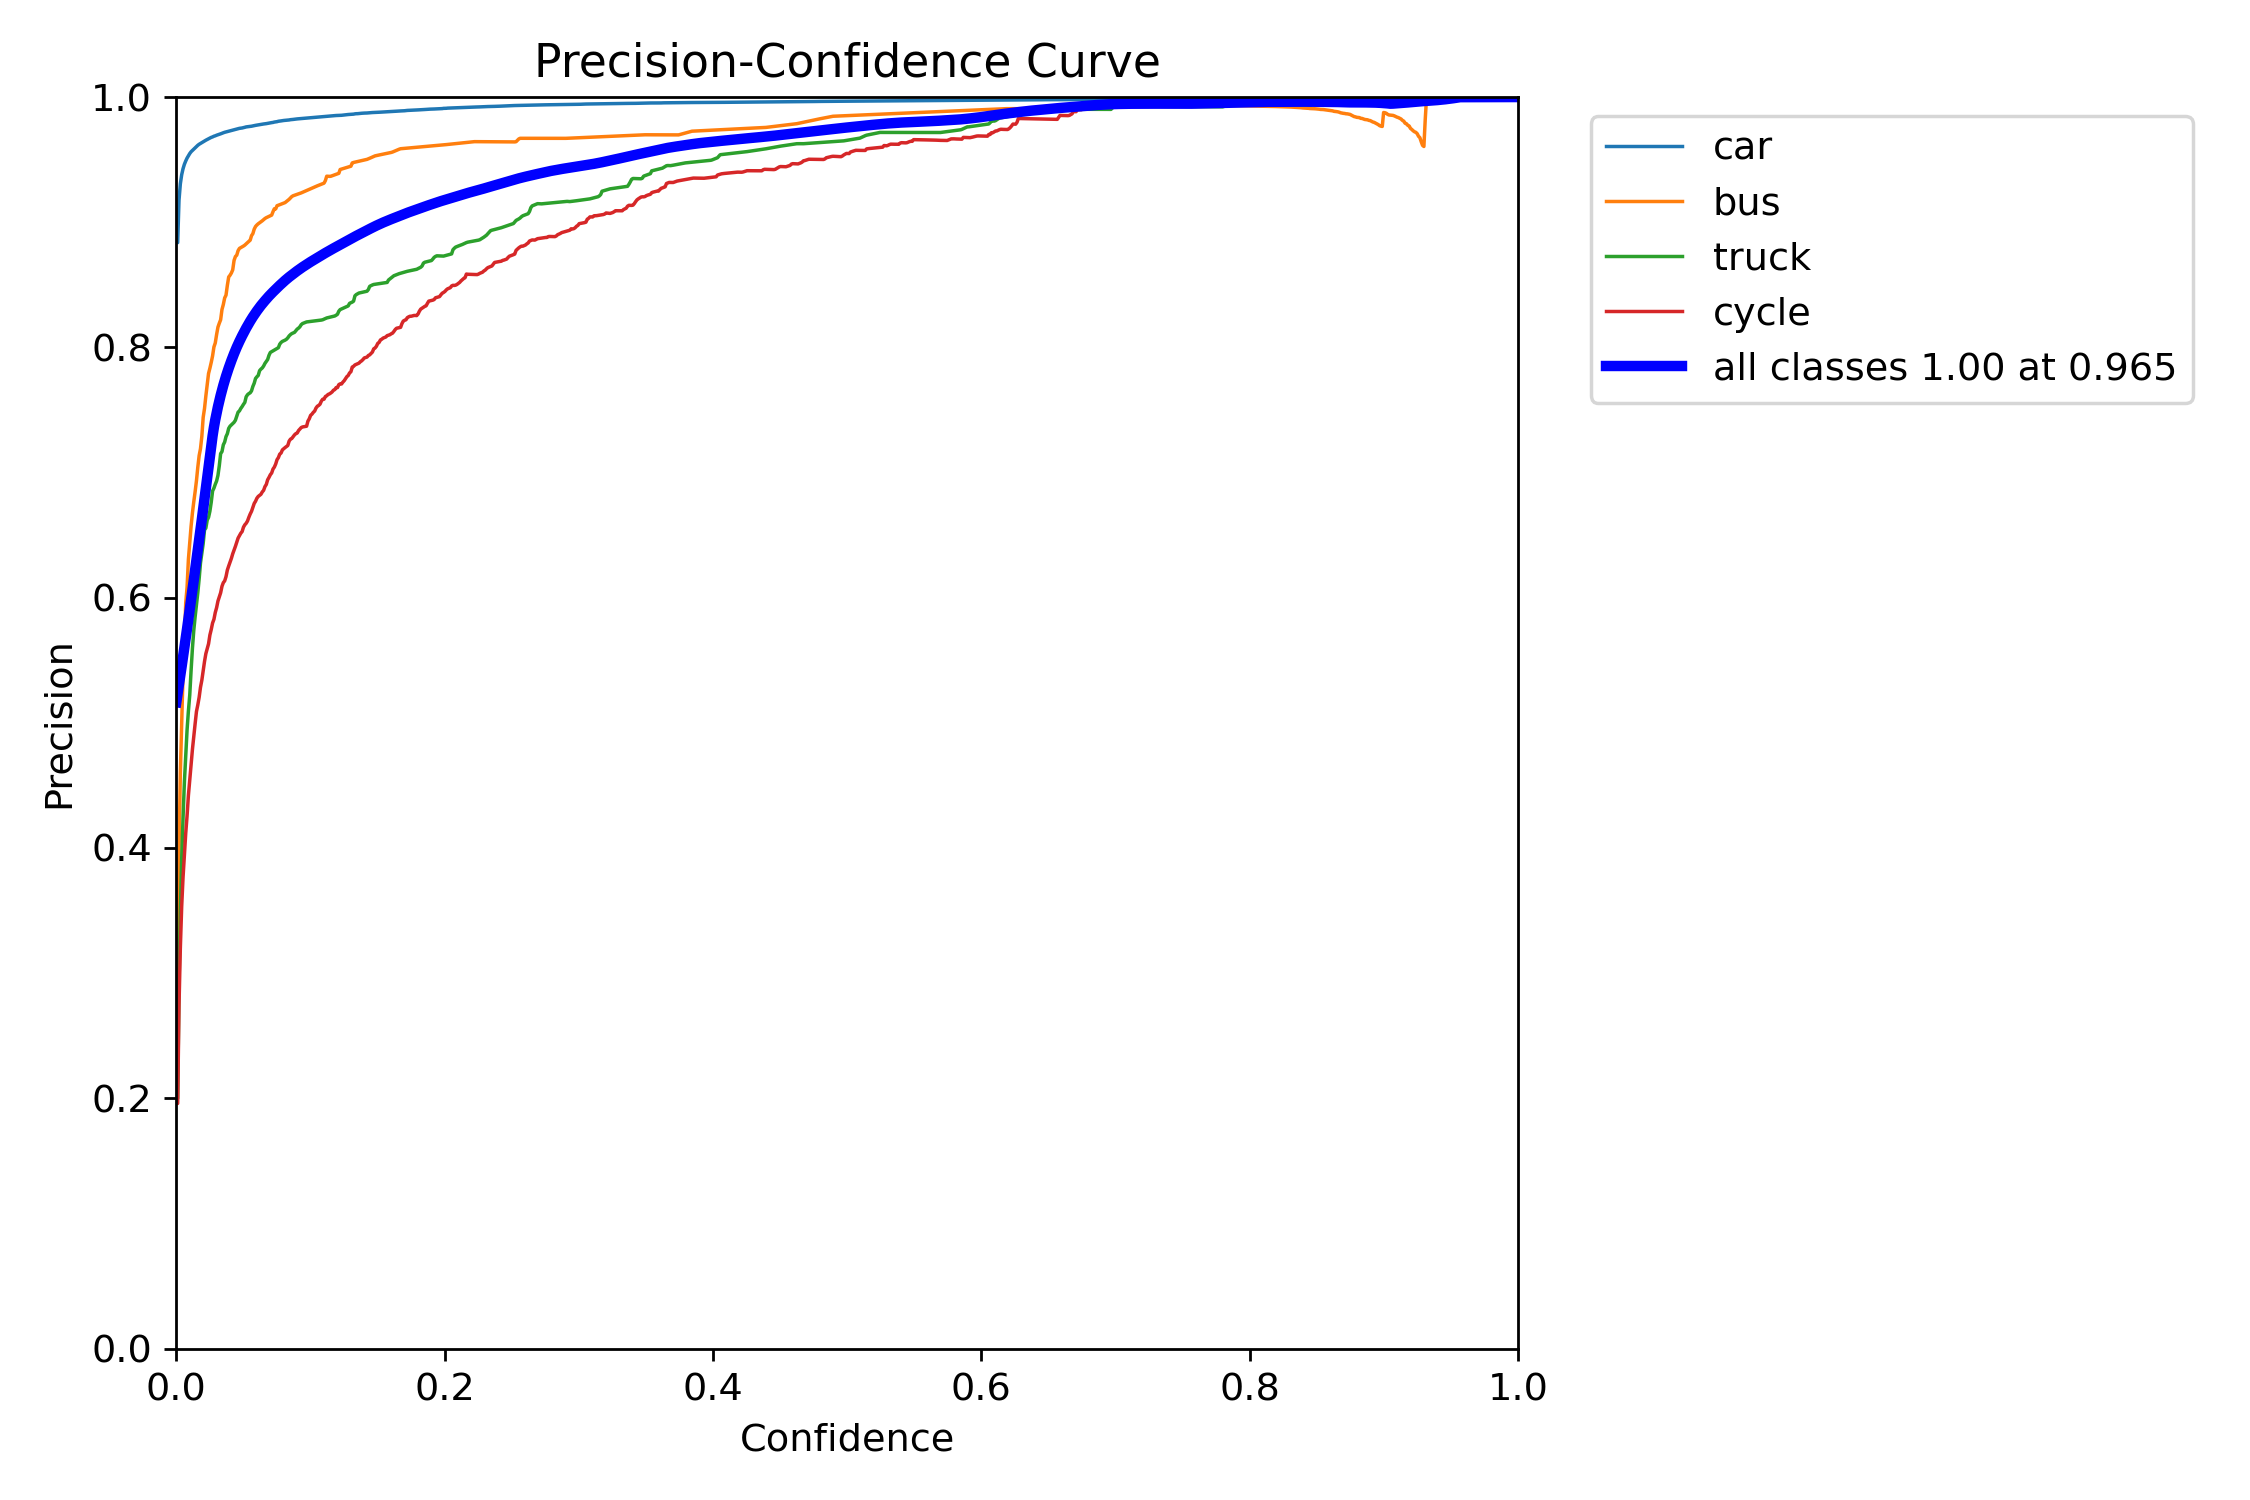 Precision-Confidence Curve
1.0
0.8
0.6
0.4
0.2
0.0
Precision
0.0 0.2 0.4 0.6 0.8 1.0
Confidence
car
bus
truck
cycle
all classes 1.00 at 0.965